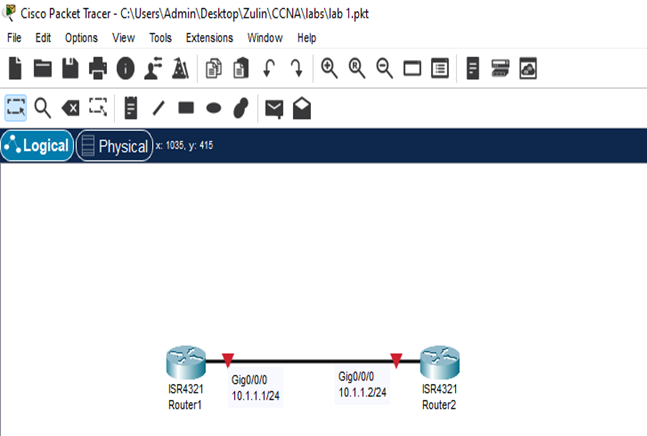 Cisco Packet Tracer - C:\Users\Admin\Desktop\Zulin\CCNA\labs\lab 1.pkt
File Edit Options View Tools Extensions Window Help
Logical Physical x: 1035, y: 415
Gig0/0/0
10.1.1.1/24
Gig0/0/0
10.1.1.2/24
ISR4321
Router1
ISR4321
Router2